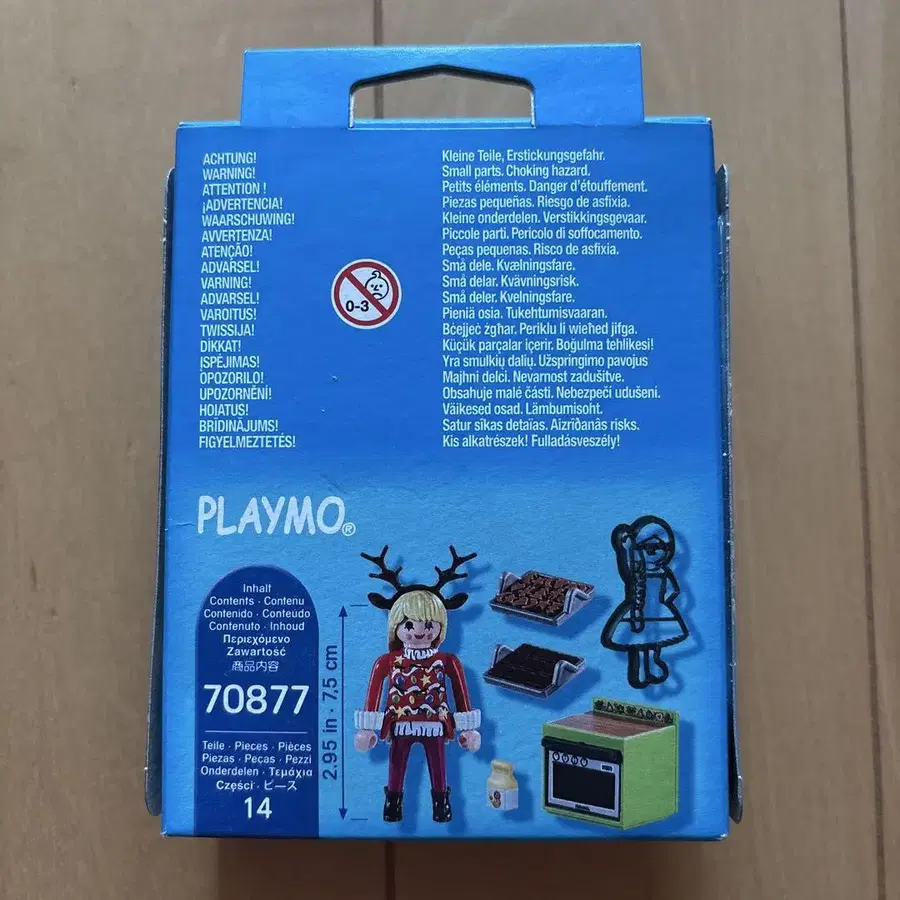 ACHTUNG!
WARNING!
ATTENTION !
¡ADVERTENCIA!
WAARSCHUWING!
AVVERTENZA!
ATENÇÃO!
ADVARSEL!
VARNING!
ADVARSEL!
VAROITUS!
TWISSIJA!
DİKKAT!
ĮSPĖJIMAS!
OPOZORILO!
UPOZORNĚNÍ!
HOIATUS!
BRĪDINĀJUMS!
FIGYELMEZTETÉS!
0-3
Kleine Teile, Erstickungsgefahr.
Small parts. Choking hazard.
Petits éléments. Danger d'étouffement.
Piezas pequeñas. Riesgo de asfixia.
Kleine onderdelen. Verstikkingsgevaar.
Piccole parti. Pericolo di soffocamento.
Peças pequenas. Risco de asfixia.
Små dele. Kvælningsfare.
Små delar. Kvävningsrisk.
Små deler. Kvelningsfare.
Pieniä osia. Tukehtumisvaaran.
Bċejjeċ żgħar. Periklu li wieħed jifga.
Küçük parçalar içerir. Boğulma tehlikesi!
Yra smulkių dalių. Užspringimo pavojus
Majhni delci. Nevarnost zadušitve.
Obsahuje malé části. Nebezpečí udušení.
Väikesed osad. Lämbumisoht.
Satur sīkas detaļas. Aizrīšanās risks.
Kis alkatrészek! Fulladásveszély!
PLAYMO®
Inhalt
Contents · Contenu
Contenido · Conteúdo
Contenuto · Inhoud
Περιεχόμενο
Zawartość
商品内容
70877
Teile · Pieces · Pièces
Piezas · Peças · Pezzi
Onderdelen · Τεμάχια
Części · ピース
14
2.95 in · 7,5 cm